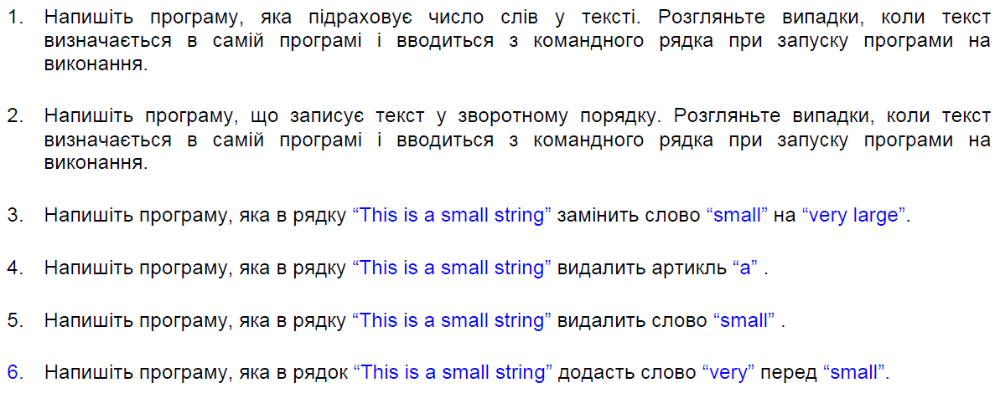 1. Напишіть програму, яка підраховує число слів у тексті. Розгляньте випадки, коли текст
визначається в самій програмі і вводиться з командного рядка при запуску програми на
виконання.
2. Напишіть програму, що записує текст у зворотному порядку. Розгляньте випадки, коли текст
визначається в самій програмі і вводиться з командного рядка при запуску програми на
виконання.
3. Напишіть програму, яка в рядку “This is a small string” замінить слово “small” на “very large”.
4. Напишіть програму, яка в рядку “This is a small string” видалить артикль “a” .
5. Напишіть програму, яка в рядку “This is a small string” видалить слово “small” .
6. Напишіть програму, яка в рядок “This is a small string” додасть слово “very” перед “small”.